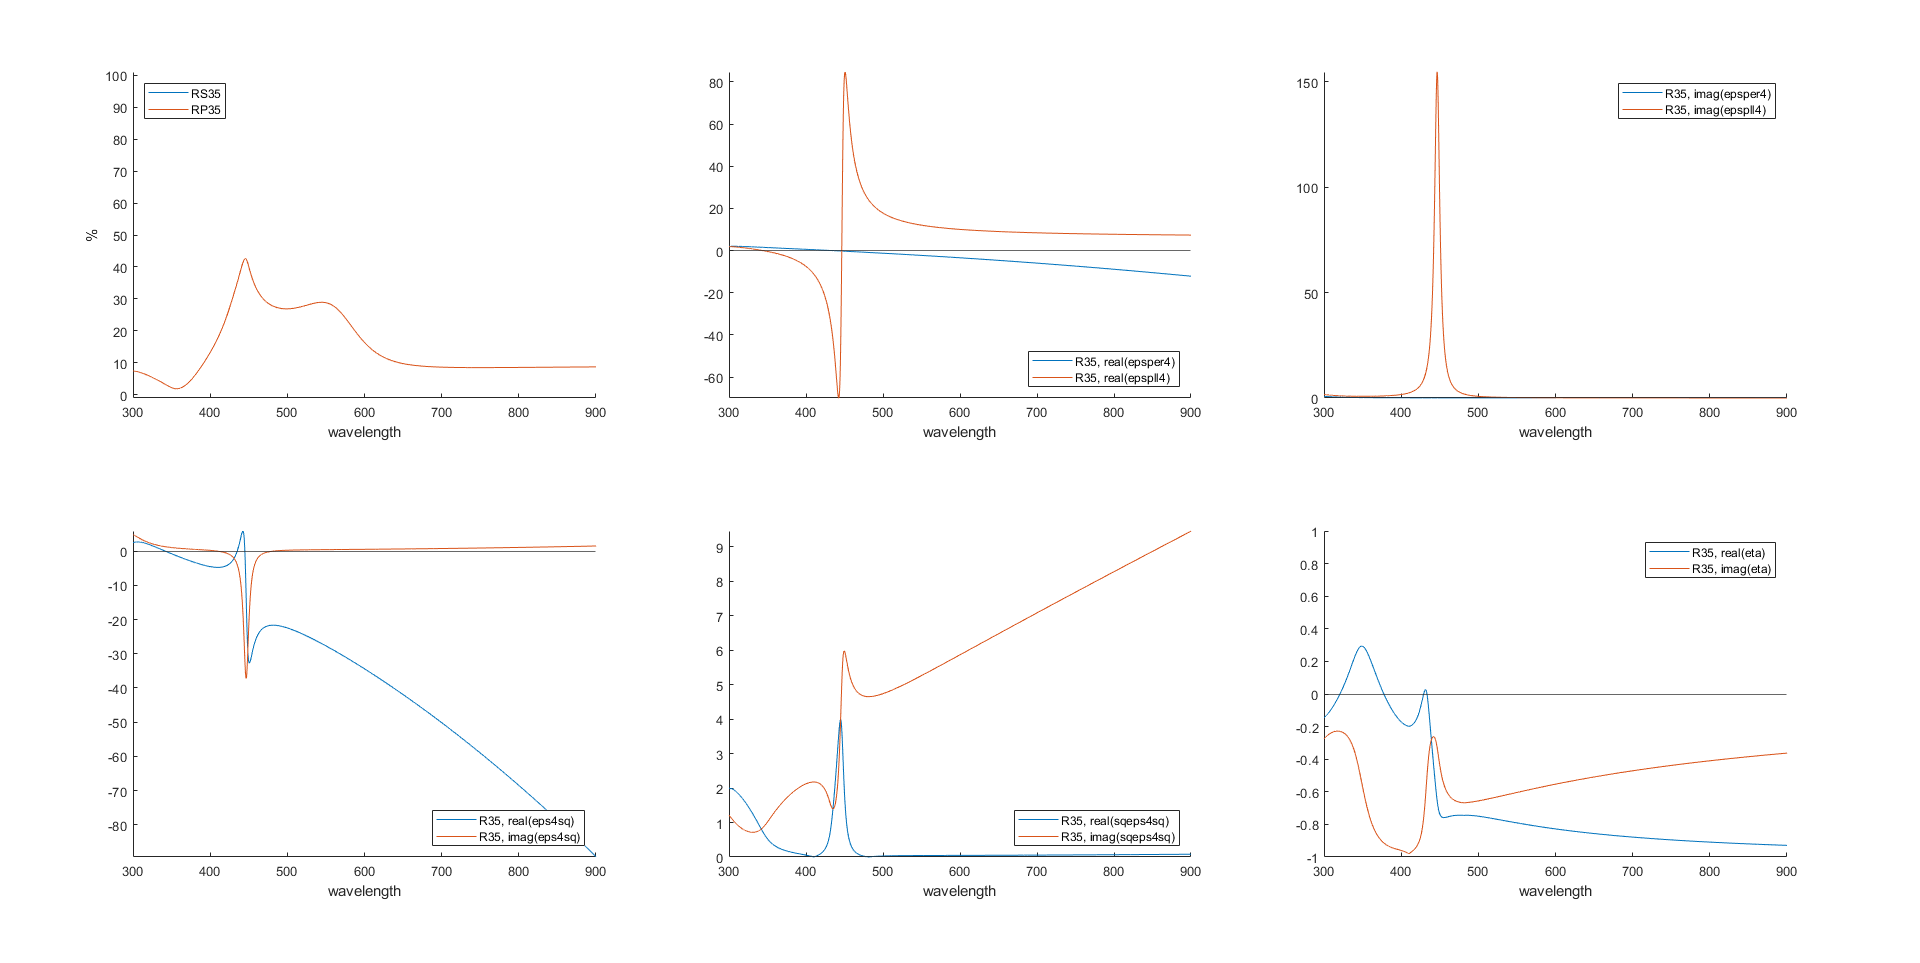 100
90
80
70
60
50
40
30
20
10
0
%
RS35
RP35
300 400 500 600 700 800 900
wavelength
80
60
40
20
0
-20
-40
-60
R35, real(epsper4)
R35, real(epspll4)
300 400 500 600 700 800 900
wavelength
150
100
50
0
R35, imag(epsper4)
R35, imag(epspll4)
300 400 500 600 700 800 900
wavelength
0
-10
-20
-30
-40
-50
-60
-70
-80
R35, real(eps4sq)
R35, imag(eps4sq)
300 400 500 600 700 800 900
wavelength
9
8
7
6
5
4
3
2
1
0
R35, real(sqeps4sq)
R35, imag(sqeps4sq)
300 400 500 600 700 800 900
wavelength
1
0.8
0.6
0.4
0.2
0
-0.2
-0.4
-0.6
-0.8
-1
R35, real(eta)
R35, imag(eta)
300 400 500 600 700 800 900
wavelength